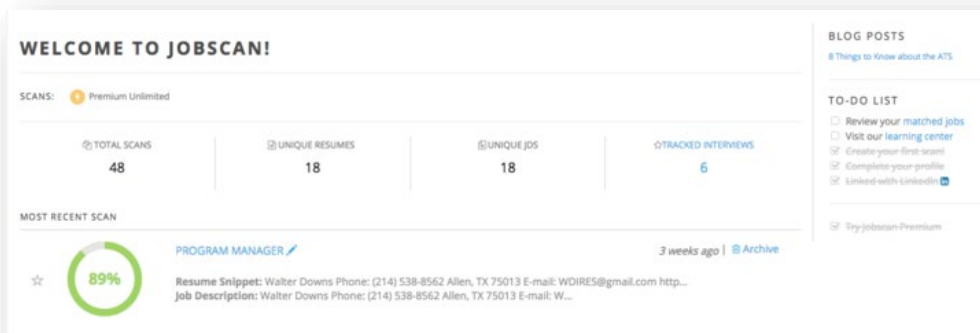 WELCOME TO JOBSCAN!
SCANS: Premium Unlimited
TOTAL SCANS
48
UNIQUE RESUMES
18
UNIQUE JDS
18
TRACKED INTERVIEWS
6
MOST RECENT SCAN
89%
PROGRAM MANAGER
3 weeks ago | Archive
Resume Snippet: Walter Downs Phone: (214) 538-8562 Allen, TX 75013 E-mail: WDIRES@gmail.com http...
Job Description: Walter Downs Phone: (214) 538-8562 Allen, TX 75013 E-mail: W...
BLOG POSTS
8 Things to Know about the ATS
TO-DO LIST
Review your matched jobs
Visit our learning center
Create your first scan!
Complete your profile
Linked with LinkedIn in
Try Jobscan Premium